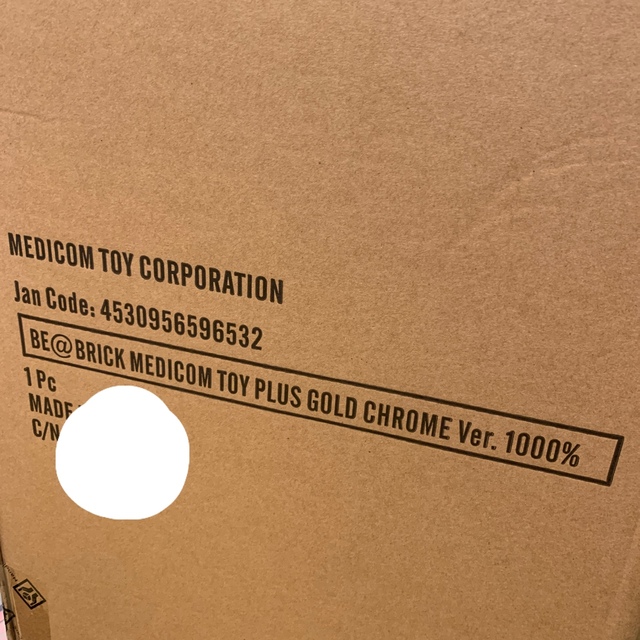 MEDICOM TOY CORPORATION
Jan Code: 4530956596532
BE@BRICK MEDICOM TOY PLUS GOLD CHROME Ver. 1000%
1 Pc
MADE
C/N